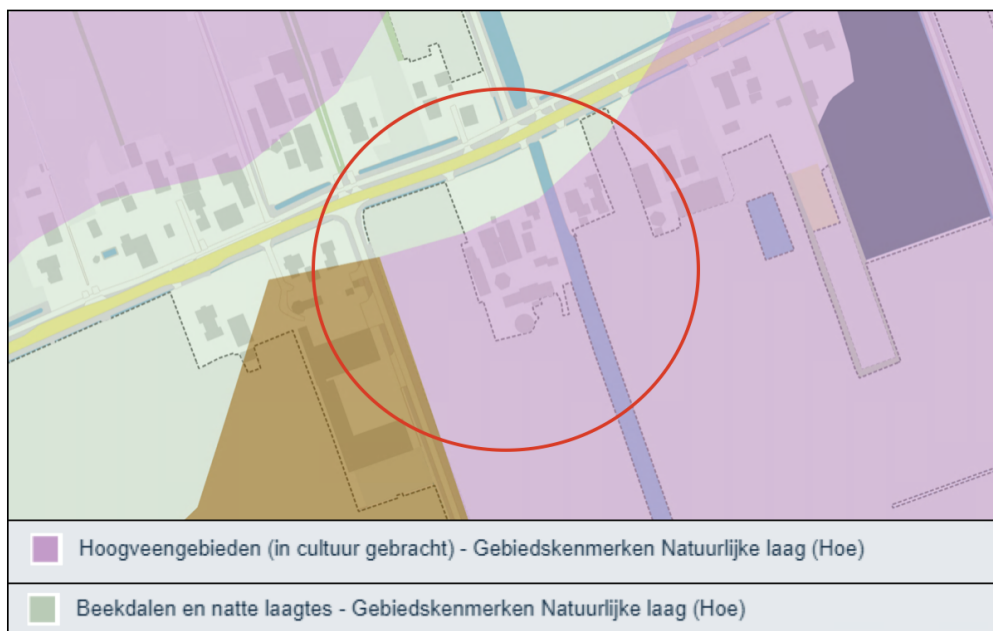 Hoogveengebieden (in cultuur gebracht) - Gebiedskenmerken Natuurlijke laag (Hoe)
Beekdalen en natte laagtes - Gebiedskenmerken Natuurlijke laag (Hoe)